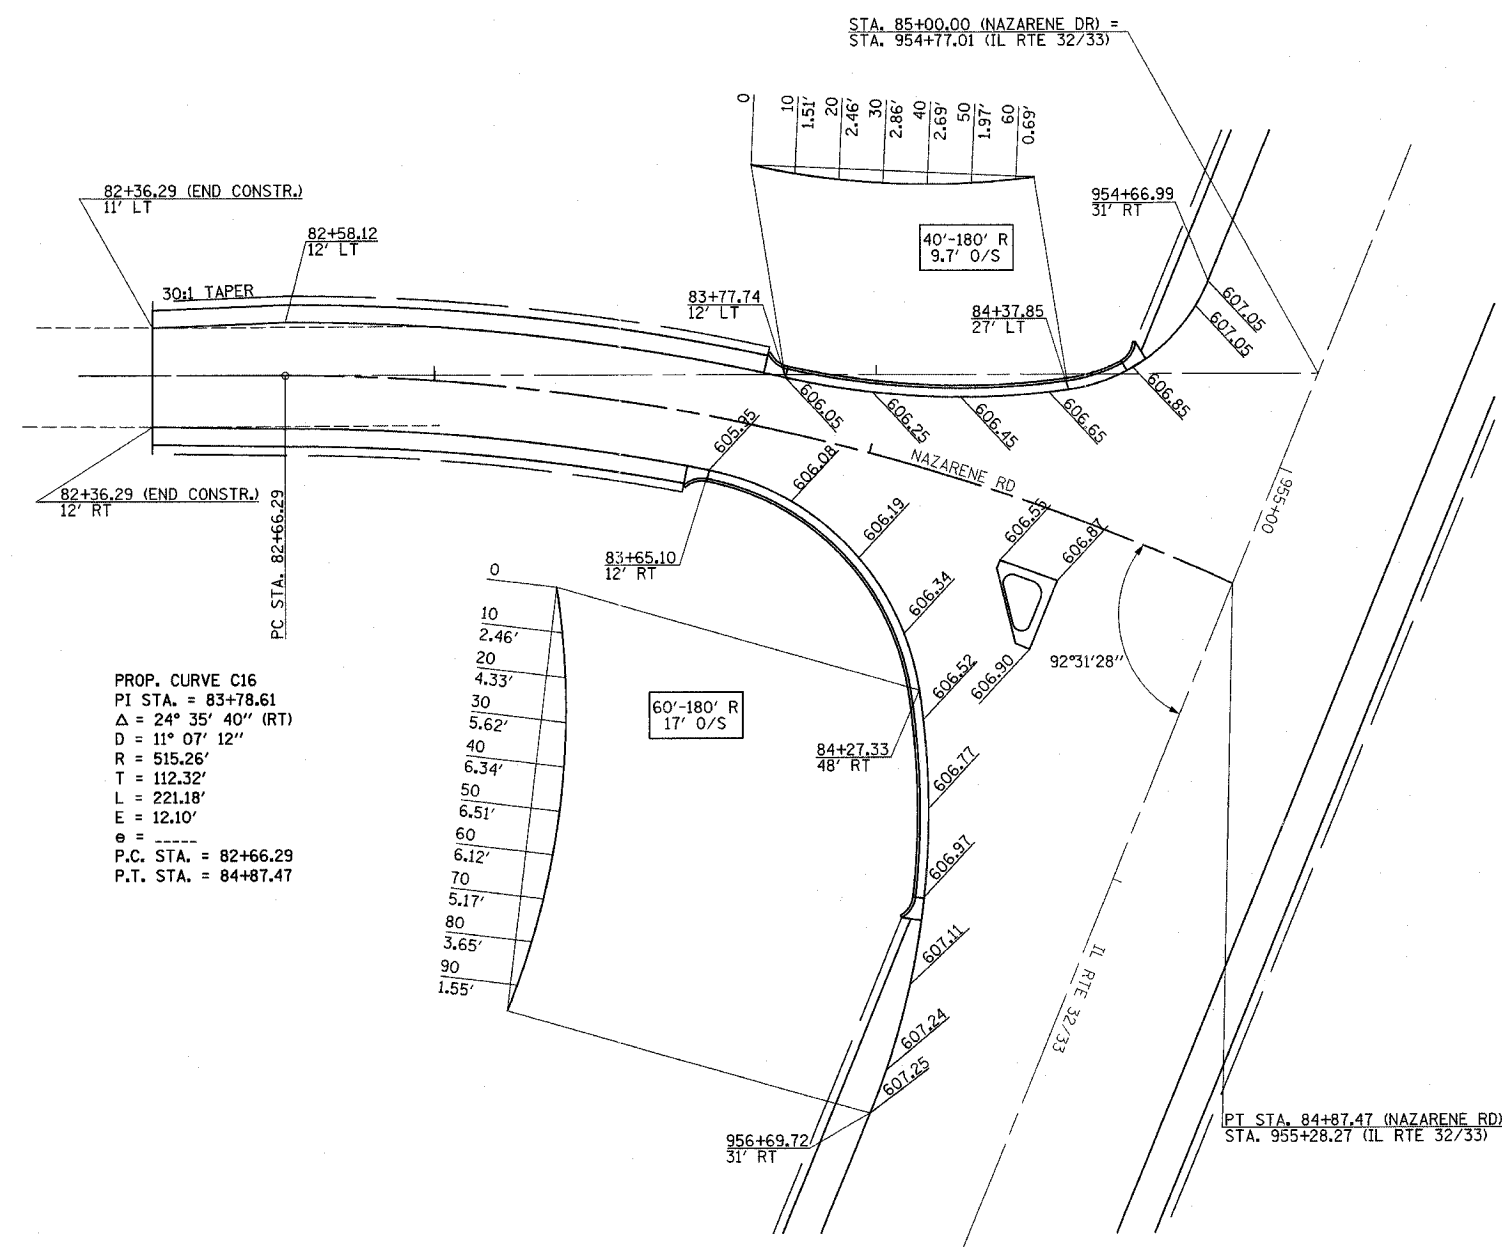 STA. 85+00.00 (NAZARENE DR) =
STA. 954+77.01 (IL RTE 32/33)
0
10
1.51'
20
2.46'
30
2.86'
40
2.69'
50
1.97'
60
0.69'
82+36.29 (END CONSTR.)
11' LT
82+58.12
12' LT
30:1 TAPER
954+66.99
31' RT
40'-180' R
9.7' O/S
83+77.74
12' LT
84+37.85
27' LT
607.05
607.05
606.85
606.65
606.45
606.25
606.05
605.95
606.08
606.19
606.34
606.52
606.77
606.97
607.11
607.24
607.25
NAZARENE RD
606.55
606.87
606.90
955+00
92°31'28"
82+36.29 (END CONSTR.)
12' RT
PC STA. 82+66.29
83+65.10
12' RT
0
10
2.46'
20
4.33'
30
5.62'
40
6.34'
50
6.51'
60
6.12'
70
5.17'
80
3.65'
90
1.55'
60'-180' R
17' O/S
84+27.33
48' RT
PROP. CURVE C16
PI STA. = 83+78.61
Δ = 24° 35' 40" (RT)
D = 11° 07' 12"
R = 515.26'
T = 112.32'
L = 221.18'
E = 12.10'
e = _____
P.C. STA. = 82+66.29
P.T. STA. = 84+87.47
IL RTE 32/33
956+69.72
31' RT
PT STA. 84+87.47 (NAZARENE RD)
STA. 955+28.27 (IL RTE 32/33)